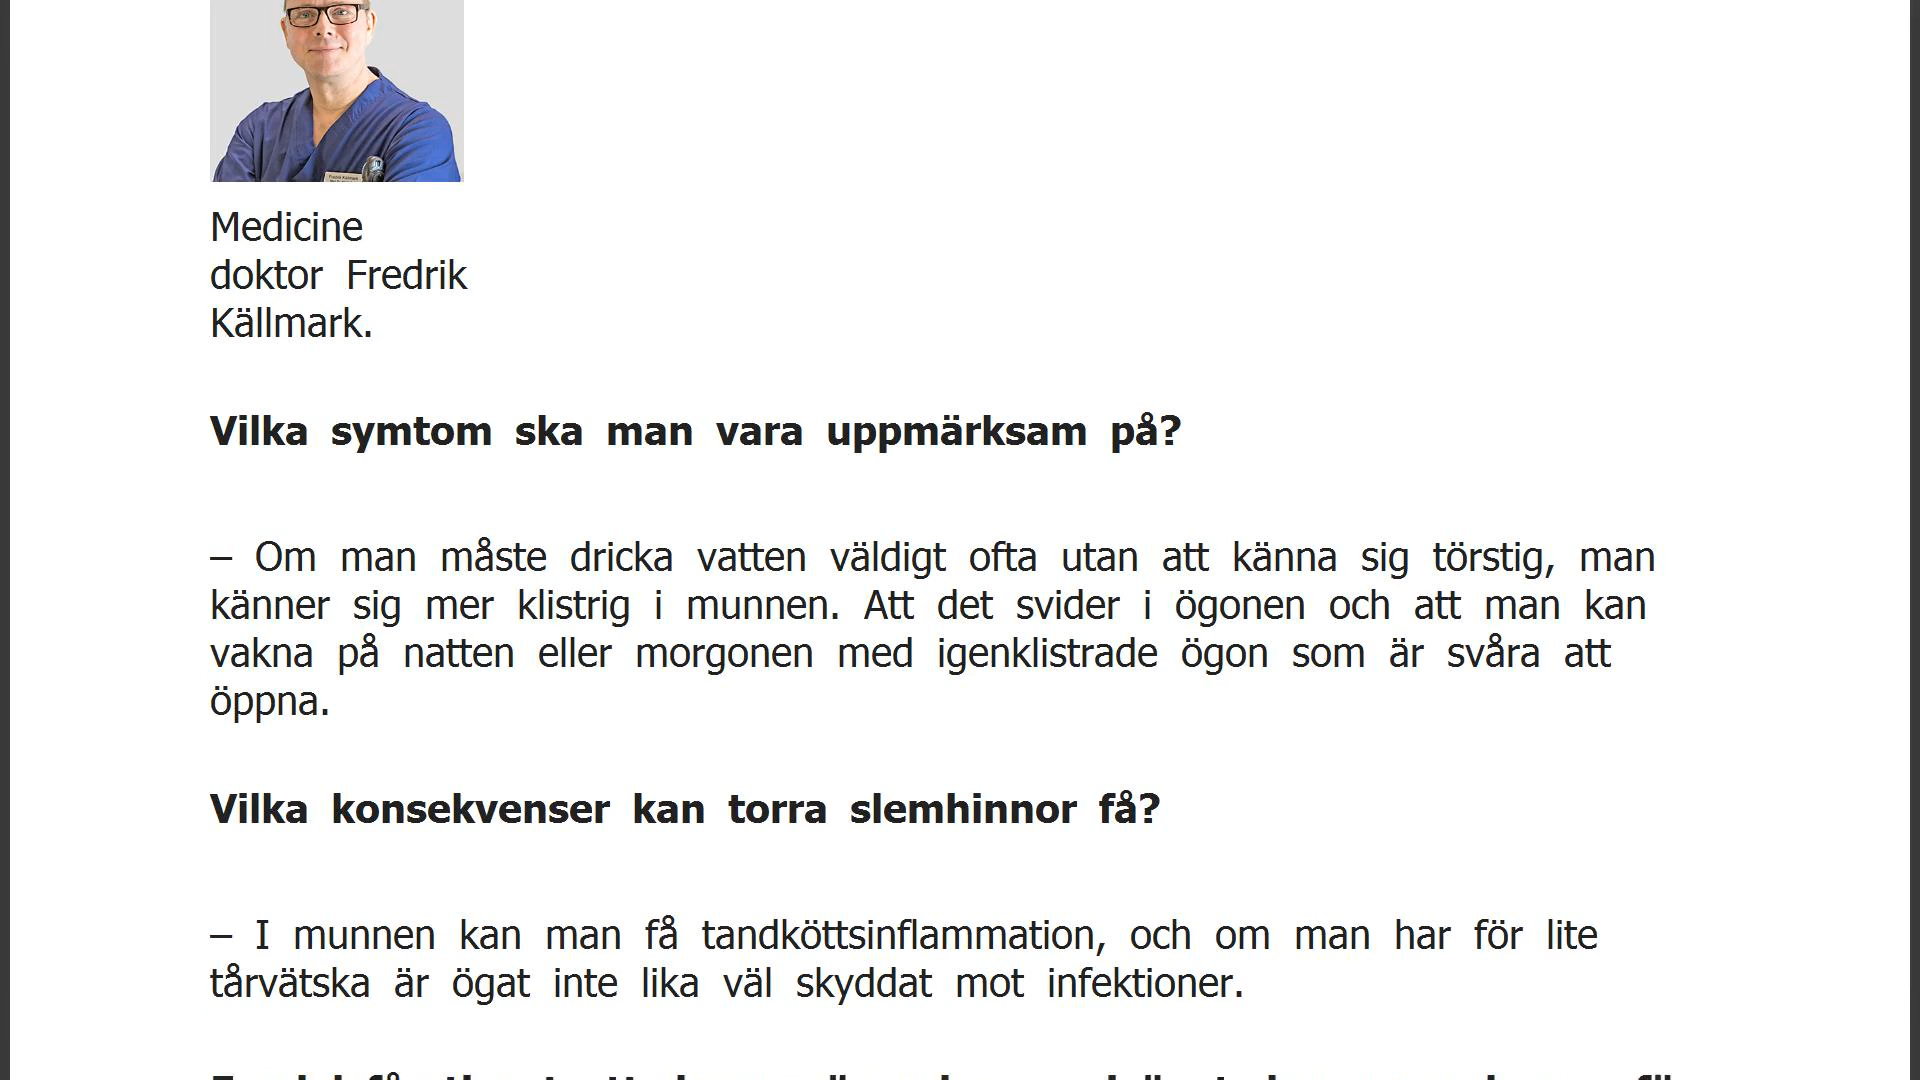 Fredrik Källmark
Medicine
doktor Fredrik
Källmark.
Vilka symtom ska man vara uppmärksam på?
– Om man måste dricka vatten väldigt ofta utan att känna sig törstig, man
känner sig mer klistrig i munnen. Att det svider i ögonen och att man kan
vakna på natten eller morgonen med igenklistrade ögon som är svåra att
öppna.
Vilka konsekvenser kan torra slemhinnor få?
– I munnen kan man få tandköttsinflammation, och om man har för lite
tårvätska är ögat inte lika väl skyddat mot infektioner.